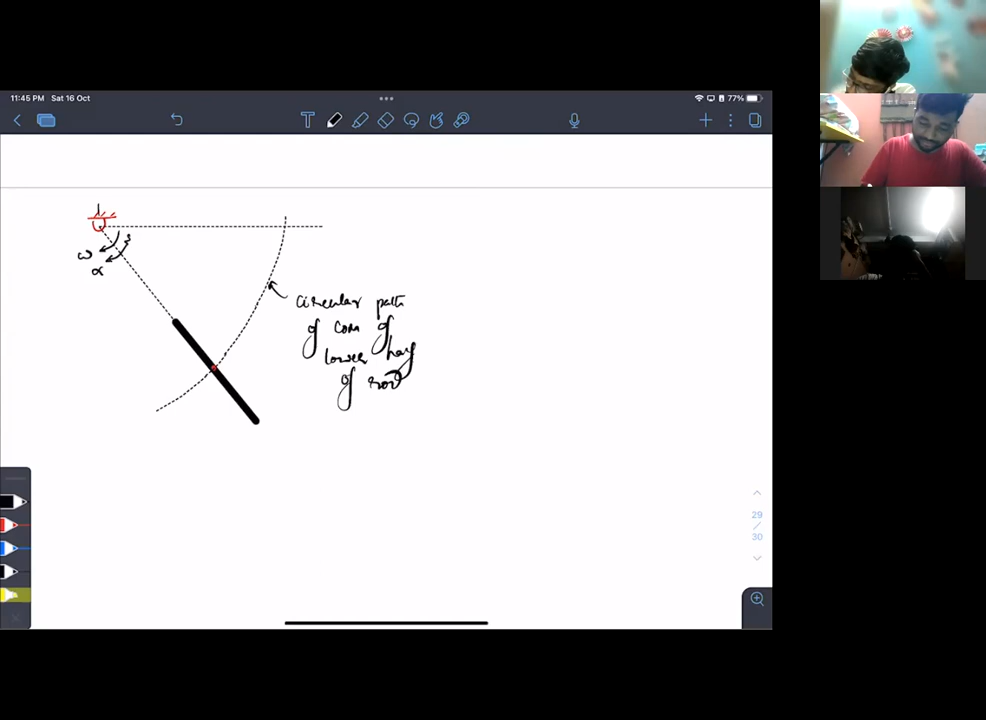 11:45 PM Sat 16 Oct
77%
T
ω
α
circular path
of com of
lower half
of rod
29
/
30